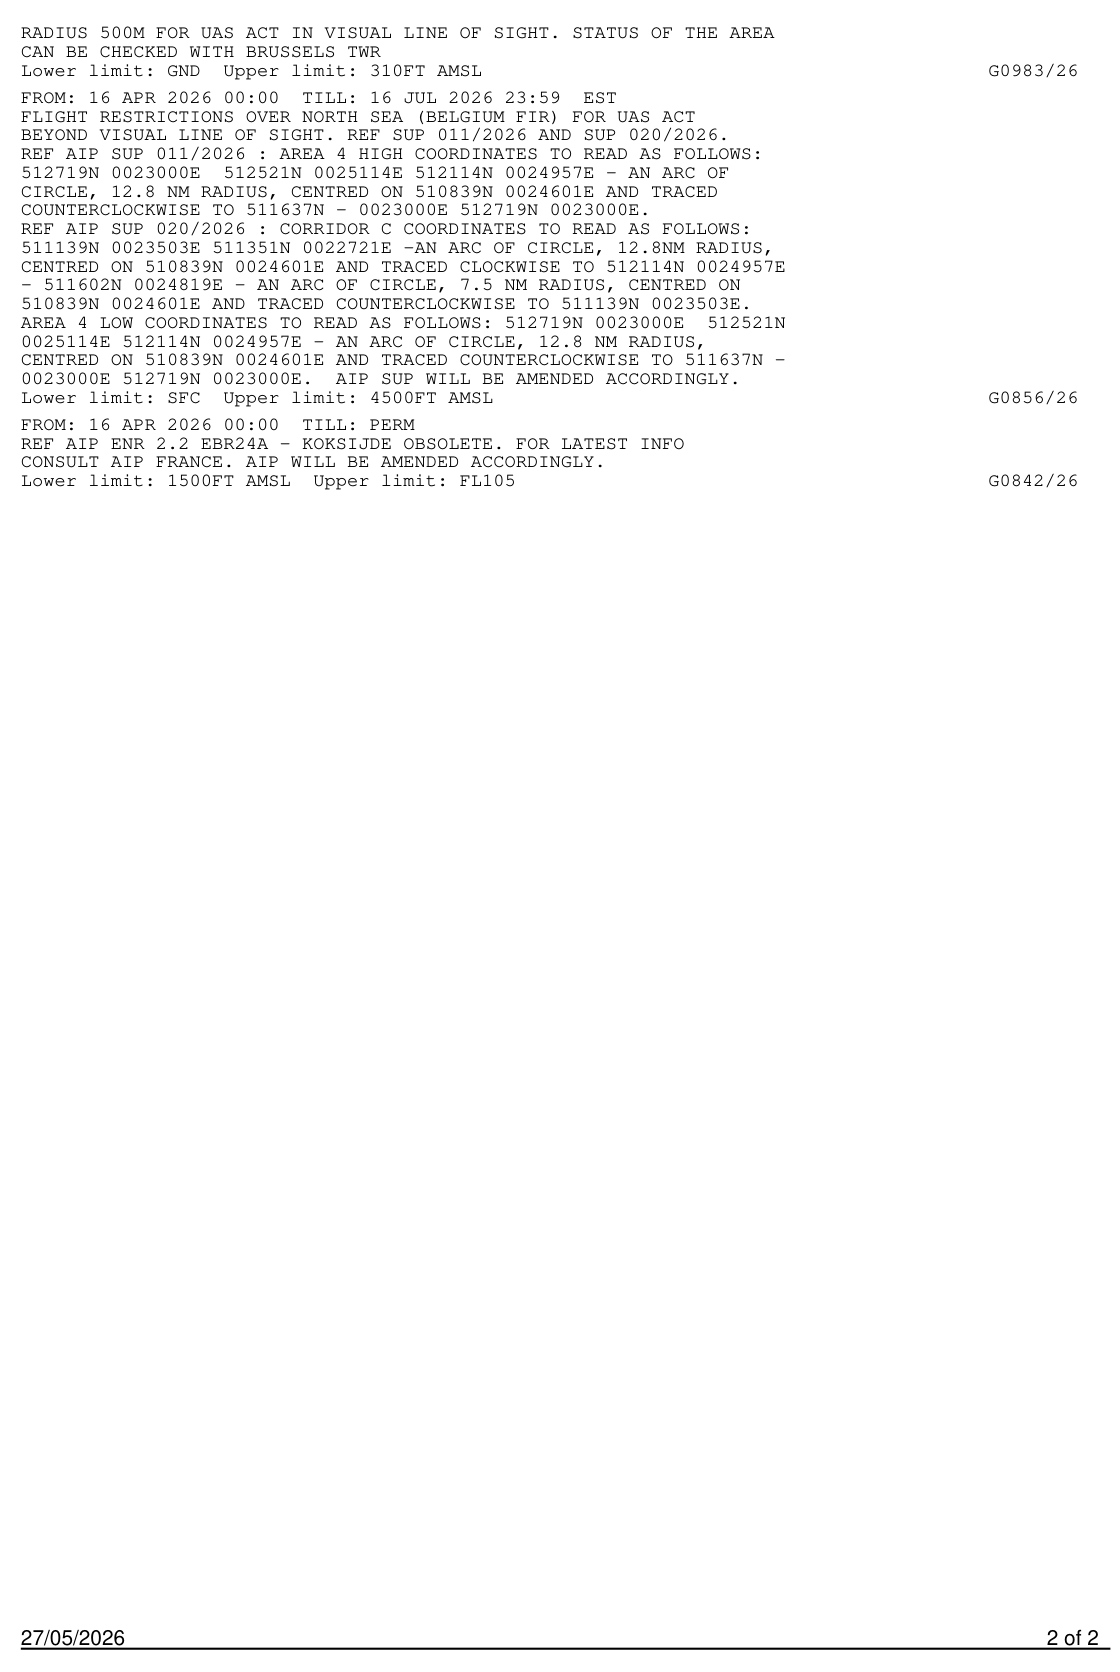 RADIUS 500M FOR UAS ACT IN VISUAL LINE OF SIGHT. STATUS OF THE AREA
CAN BE CHECKED WITH BRUSSELS TWR
Lower limit: GND  Upper limit: 310FT AMSL G0983/26
FROM: 16 APR 2026 00:00  TILL: 16 JUL 2026 23:59  EST
FLIGHT RESTRICTIONS OVER NORTH SEA (BELGIUM FIR) FOR UAS ACT
BEYOND VISUAL LINE OF SIGHT. REF SUP 011/2026 AND SUP 020/2026.
REF AIP SUP 011/2026 : AREA 4 HIGH COORDINATES TO READ AS FOLLOWS:
512719N 0023000E  512521N 0025114E 512114N 0024957E - AN ARC OF
CIRCLE, 12.8 NM RADIUS, CENTRED ON 510839N 0024601E AND TRACED
COUNTERCLOCKWISE TO 511637N - 0023000E 512719N 0023000E.
REF AIP SUP 020/2026 : CORRIDOR C COORDINATES TO READ AS FOLLOWS:
511139N 0023503E 511351N 0022721E -AN ARC OF CIRCLE, 12.8NM RADIUS,
CENTRED ON 510839N 0024601E AND TRACED CLOCKWISE TO 512114N 0024957E
- 511602N 0024819E - AN ARC OF CIRCLE, 7.5 NM RADIUS, CENTRED ON
510839N 0024601E AND TRACED COUNTERCLOCKWISE TO 511139N 0023503E.
AREA 4 LOW COORDINATES TO READ AS FOLLOWS: 512719N 0023000E  512521N
0025114E 512114N 0024957E - AN ARC OF CIRCLE, 12.8 NM RADIUS,
CENTRED ON 510839N 0024601E AND TRACED COUNTERCLOCKWISE TO 511637N -
0023000E 512719N 0023000E.  AIP SUP WILL BE AMENDED ACCORDINGLY.
Lower limit: SFC  Upper limit: 4500FT AMSL G0856/26
FROM: 16 APR 2026 00:00  TILL: PERM
REF AIP ENR 2.2 EBR24A - KOKSIJDE OBSOLETE. FOR LATEST INFO
CONSULT AIP FRANCE. AIP WILL BE AMENDED ACCORDINGLY.
Lower limit: 1500FT AMSL  Upper limit: FL105 G0842/26
27/05/2026 2 of 2